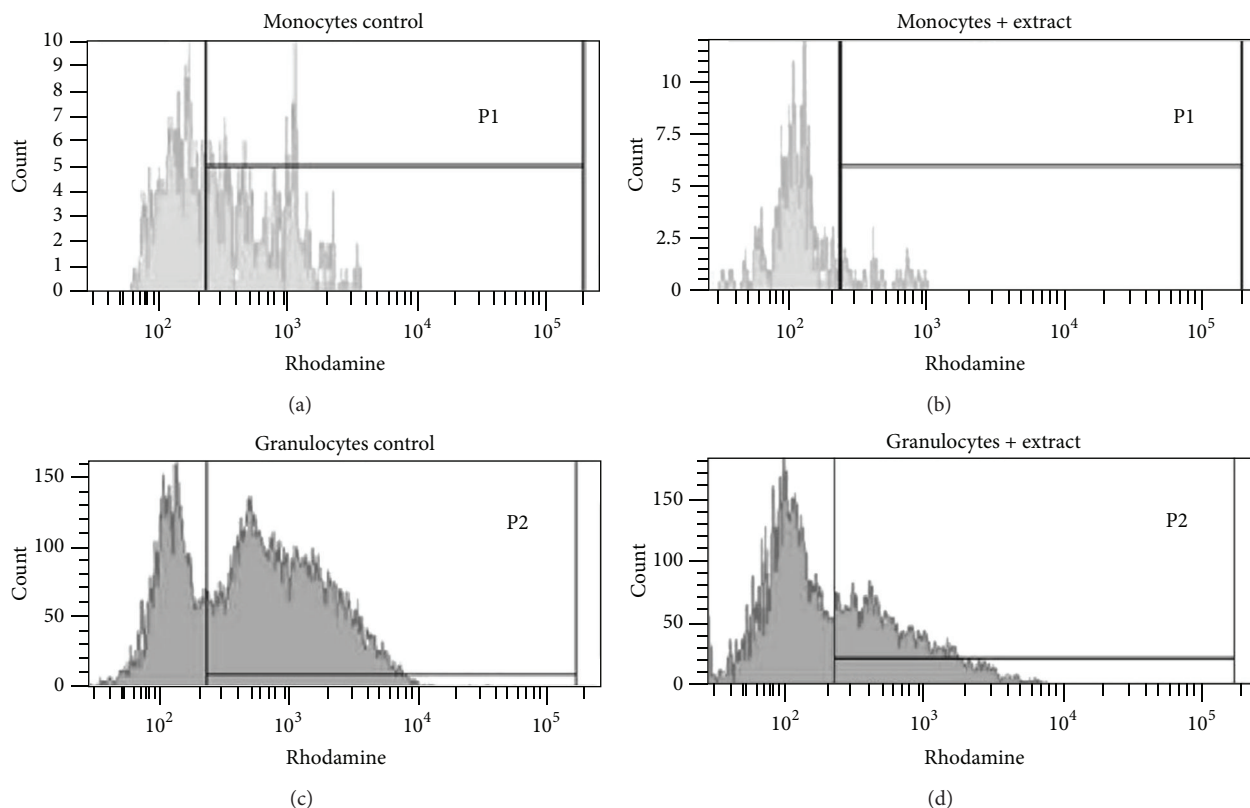 Monocytes control
10
9
8
7
6
5
4
3
2
1
0
Count
P1
10² 10³ 10⁴ 10⁵
Rhodamine
(a)
Monocytes + extract
10
7.5
5
2.5
0
Count
P1
10² 10³ 10⁴ 10⁵
Rhodamine
(b)
Granulocytes control
150
100
50
0
Count
P2
10² 10³ 10⁴ 10⁵
Rhodamine
(c)
Granulocytes + extract
150
100
50
0
Count
P2
10² 10³ 10⁴ 10⁵
Rhodamine
(d)